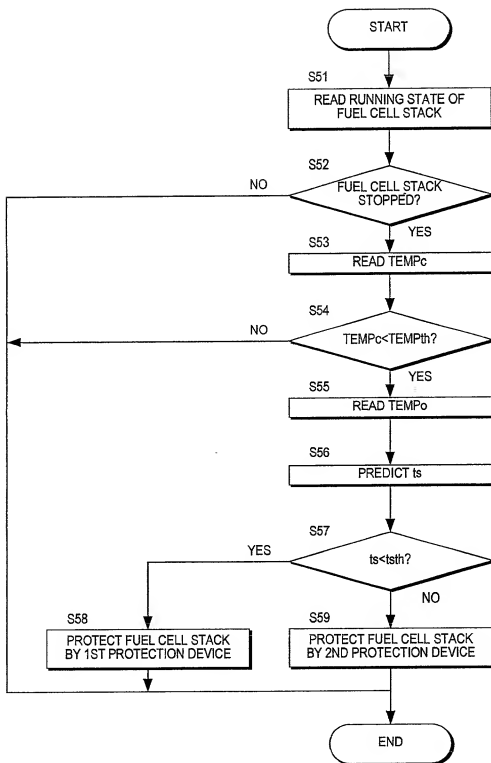 START
S51
READ RUNNING STATE OF
FUEL CELL STACK
S52
NO
FUEL CELL STACK
STOPPED?
YES
S53
READ TEMPc
S54
NO
TEMPc<TEMPth?
YES
S55
READ TEMPo
S56
PREDICT ts
S57
YES
ts<tsth?
NO
S58
PROTECT FUEL CELL STACK
BY 1ST PROTECTION DEVICE
S59
PROTECT FUEL CELL STACK
BY 2ND PROTECTION DEVICE
END